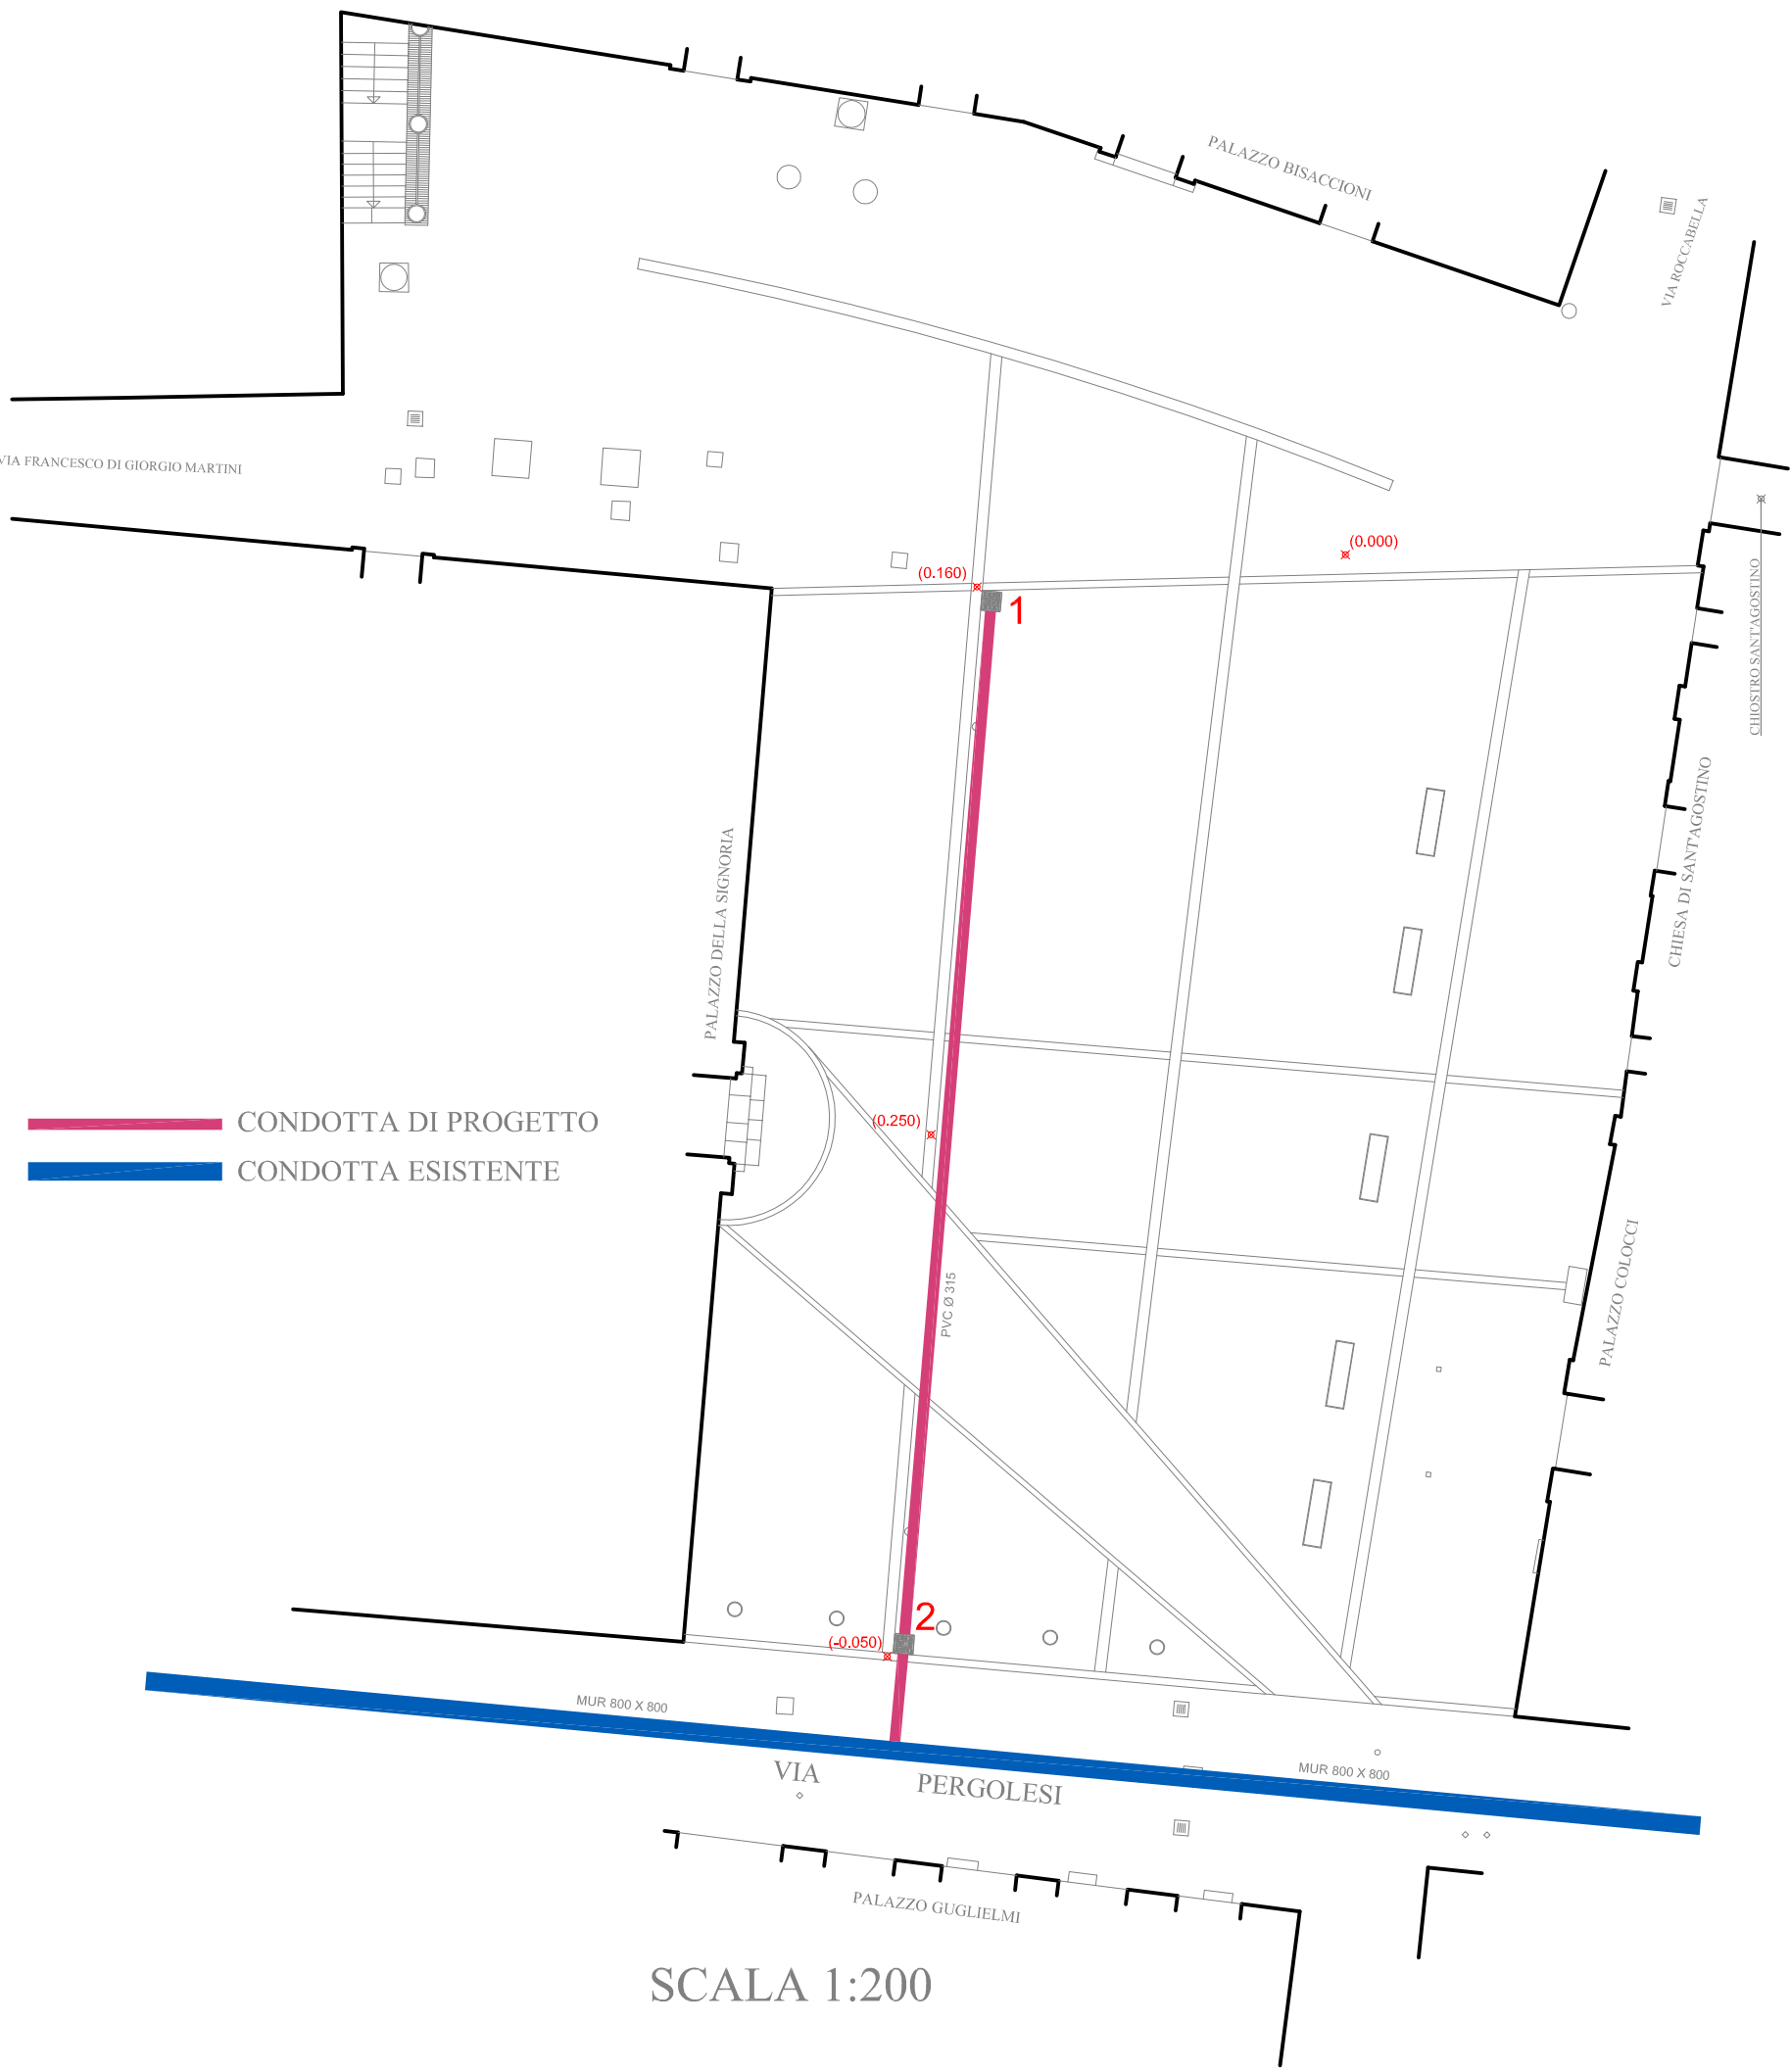 PALAZZO BISACCIONI
VIA ROCCABELLA
VIA FRANCESCO DI GIORGIO MARTINI
(0.000)
(0.160)
1
CHIOSTRO SANT'AGOSTINO
CHIESA DI SANT'AGOSTINO
PALAZZO DELLA SIGNORIA
CONDOTTA DI PROGETTO
CONDOTTA ESISTENTE
(0.250)
PVC Ø 315
PALAZZO COLOCCI
2
(-0.050)
MUR 800 X 800
MUR 800 X 800
VIA PERGOLESI
PALAZZO GUGLIELMI
SCALA 1:200